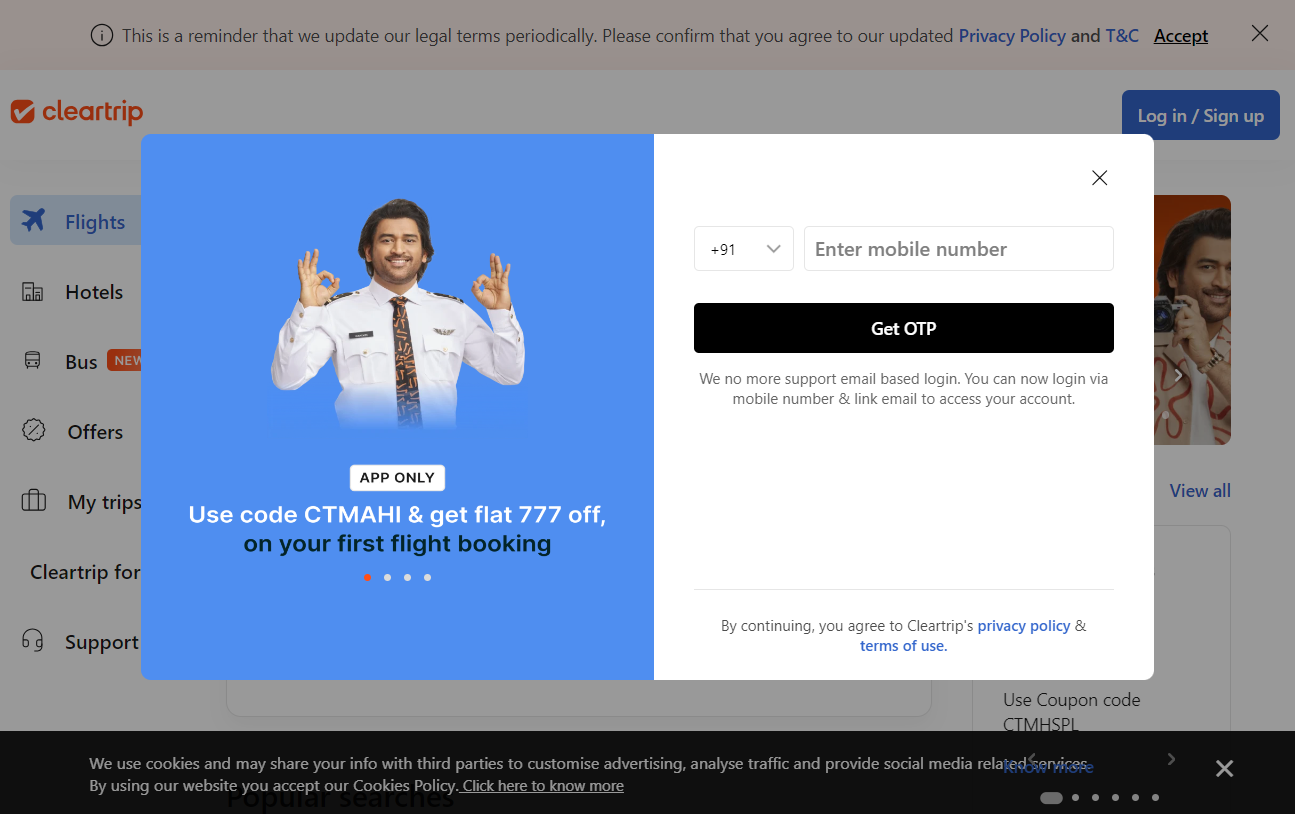 This is a reminder that we update our legal terms periodically. Please confirm that you agree to our updated Privacy Policy and T&C Accept
cleartrip
Log in / Sign up
Flights
Hotels
Bus NEW
Offers
My trips
Cleartrip for
Support
APP ONLY
Use code CTMAHI & get flat 777 off,
on your first flight booking
+91 Enter mobile number
Get OTP
We no more support email based login. You can now login via
mobile number & link email to access your account.
By continuing, you agree to Cleartrip's privacy policy &
terms of use.
View all
Use Coupon code
CTMHSPL
Know more
We use cookies and may share your info with third parties to customise advertising, analyse traffic and provide social media related services.
By using our website you accept our Cookies Policy. Click here to know more
Popular searches